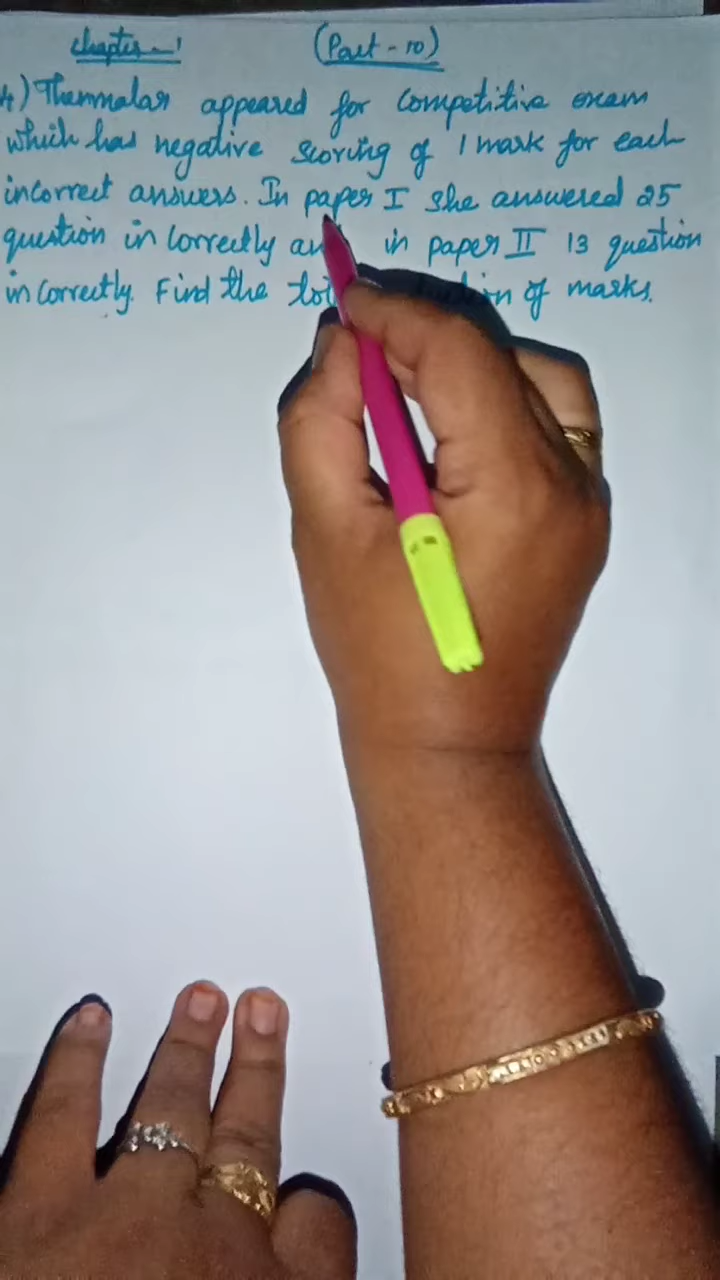 Chapter - 1 (Part - 10)
4) Thenmalar appeared for Competitive exam
which has negative scoring of 1 mark for each
incorrect answers. In paper I she answered 25
question in correctly in paper II 13 question
in correctly. Find the of marks.